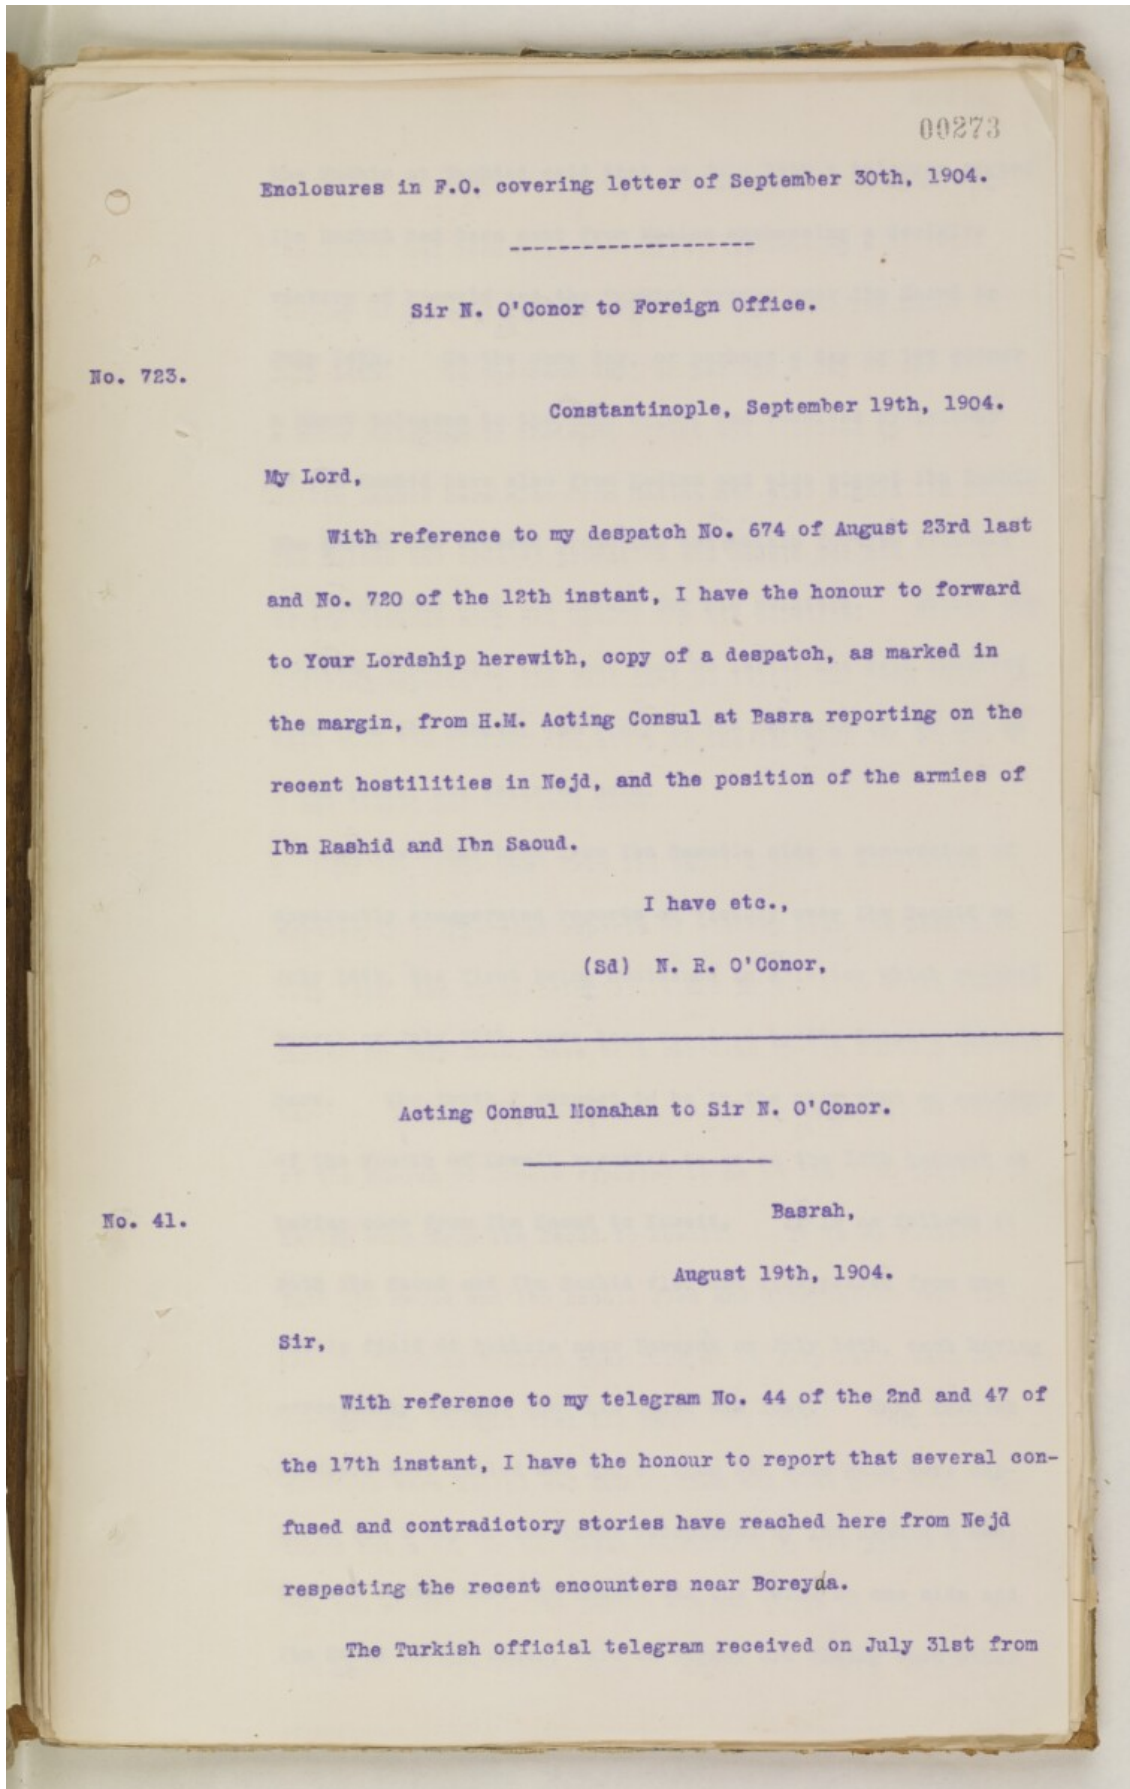 00273
Enclosures in F.O. covering letter of September 30th, 1904.
--------------------
Sir N. O'Conor to Foreign Office.
No. 723.
Constantinople, September 19th, 1904.
My Lord,
With reference to my despatch No. 674 of August 23rd last
and No. 720 of the 12th instant, I have the honour to forward
to Your Lordship herewith, copy of a despatch, as marked in
the margin, from H.M. Acting Consul at Basra reporting on the
recent hostilities in Nejd, and the position of the armies of
Ibn Rashid and Ibn Saoud.
I have etc.,
(Sd) N. R. O'Conor,
Acting Consul Monahan to Sir N. O'Conor.
No. 41.
Basrah,
August 19th, 1904.
Sir,
With reference to my telegram No. 44 of the 2nd and 47 of
the 17th instant, I have the honour to report that several con-
fused and contradictory stories have reached here from Nejd
respecting the recent encounters near Boreyda.
The Turkish official telegram received on July 31st from